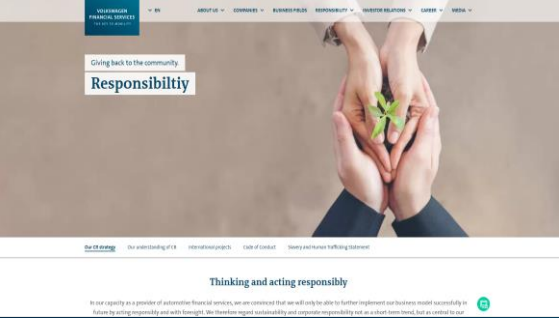 VOLKSWAGEN
FINANCIAL SERVICES
THE KEY TO MOBILITY
EN
ABOUT US
COMPANIES
BUSINESS FIELDS
RESPONSIBILITY
INVESTOR RELATIONS
CAREER
MEDIA
Giving back to the community.
Responsibiltiy
Our CR strategy
Our understanding of CR
International projects
Code of Conduct
Slavery and Human Trafficking Statement
Thinking and acting responsibly
In our capacity as a provider of automotive financial services, we are convinced that we will only be able to further implement our business model successfully in
future by acting responsibly and with foresight. We therefore regard sustainability and corporate responsibility not as a short-term trend, but as central to our